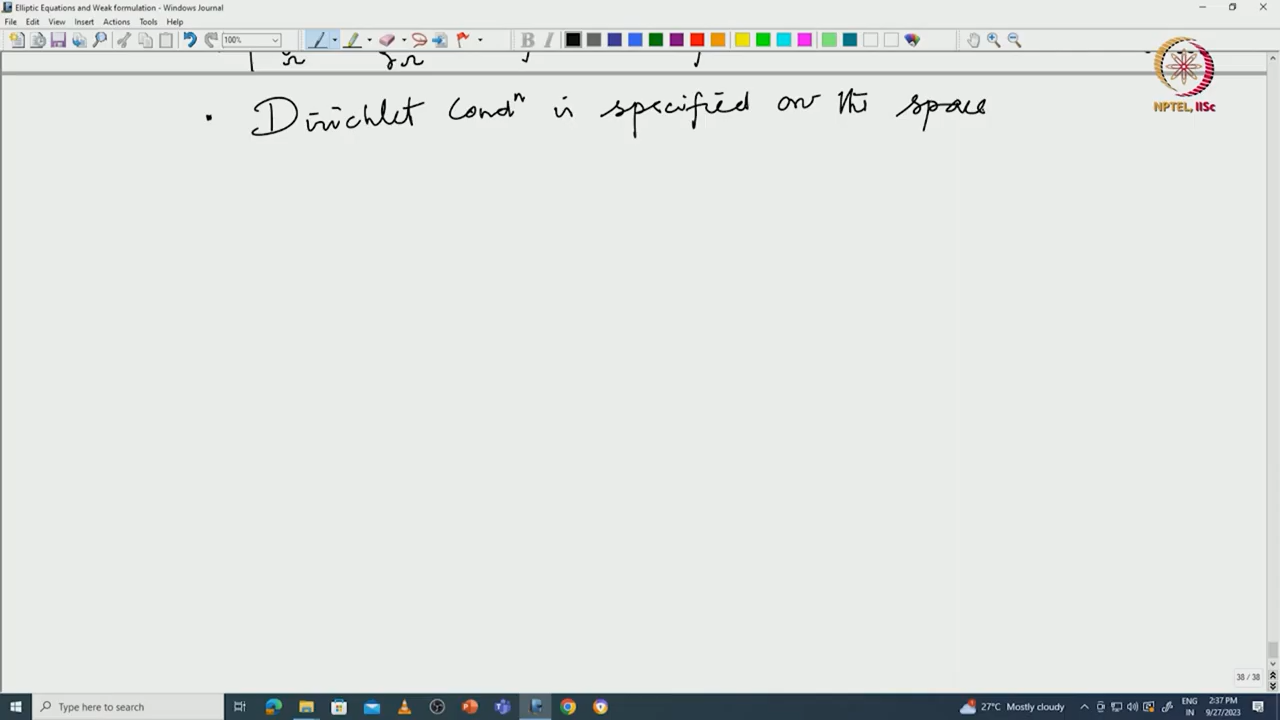 Elliptic Equations and Weak formulation - Windows Journal
File Edit View Insert Actions Tools Help
100%
B I
NPTEL, IISc
• Dirichlet Condⁿ is specified on the space
38 / 38
Type here to search
27°C Mostly cloudy
ENG
IN
2:37 PM
9/27/2023